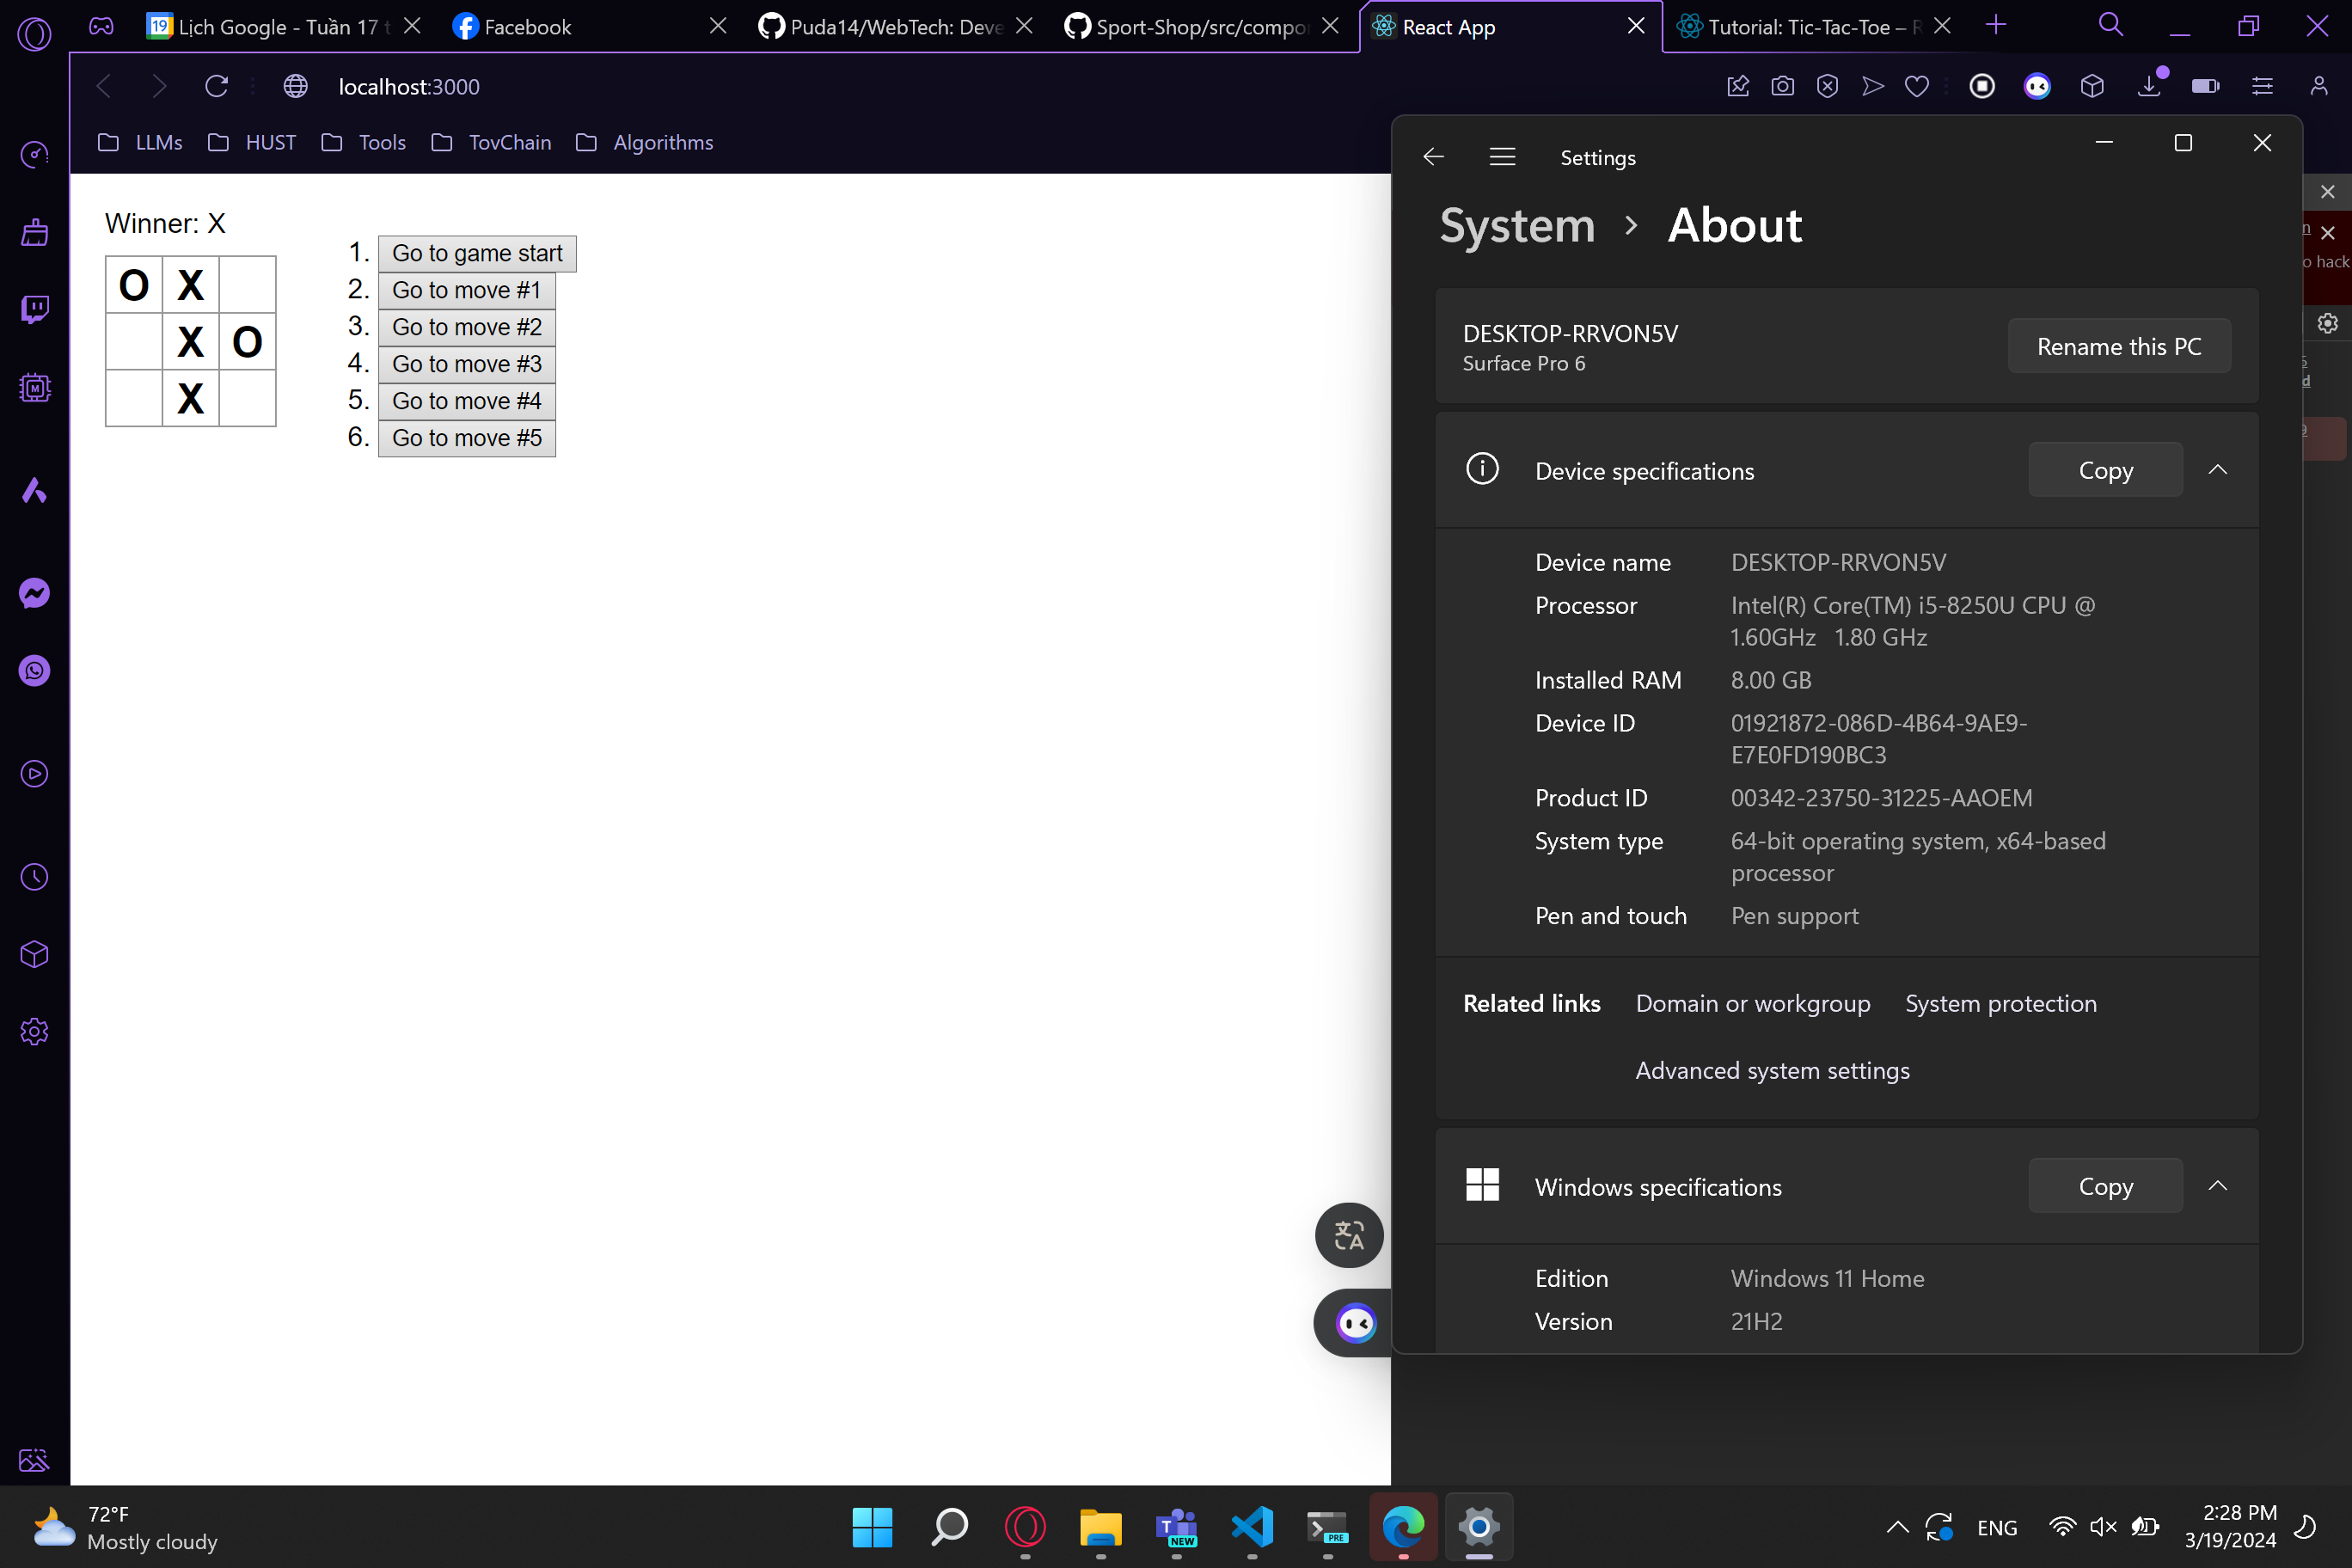 Lịch Google - Tuần 17 t
Facebook
Puda14/WebTech: Deve
Sport-Shop/src/compo
React App
Tutorial: Tic-Tac-Toe – R
localhost:3000
LLMs
HUST
Tools
TovChain
Algorithms
Winner: X
O X
X O
X
1. Go to game start
2. Go to move #1
3. Go to move #2
4. Go to move #3
5. Go to move #4
6. Go to move #5
Settings
System › About
DESKTOP-RRVON5V
Surface Pro 6
Rename this PC
Device specifications
Copy
Device name DESKTOP-RRVON5V
Processor Intel(R) Core(TM) i5-8250U CPU @
1.60GHz 1.80 GHz
Installed RAM 8.00 GB
Device ID 01921872-086D-4B64-9AE9-
E7E0FD190BC3
Product ID 00342-23750-31225-AAOEM
System type 64-bit operating system, x64-based
processor
Pen and touch Pen support
Related links Domain or workgroup System protection
Advanced system settings
Windows specifications
Copy
Edition Windows 11 Home
Version 21H2
o hack
72°F
Mostly cloudy
NEW
PRE
ENG
2:28 PM
3/19/2024